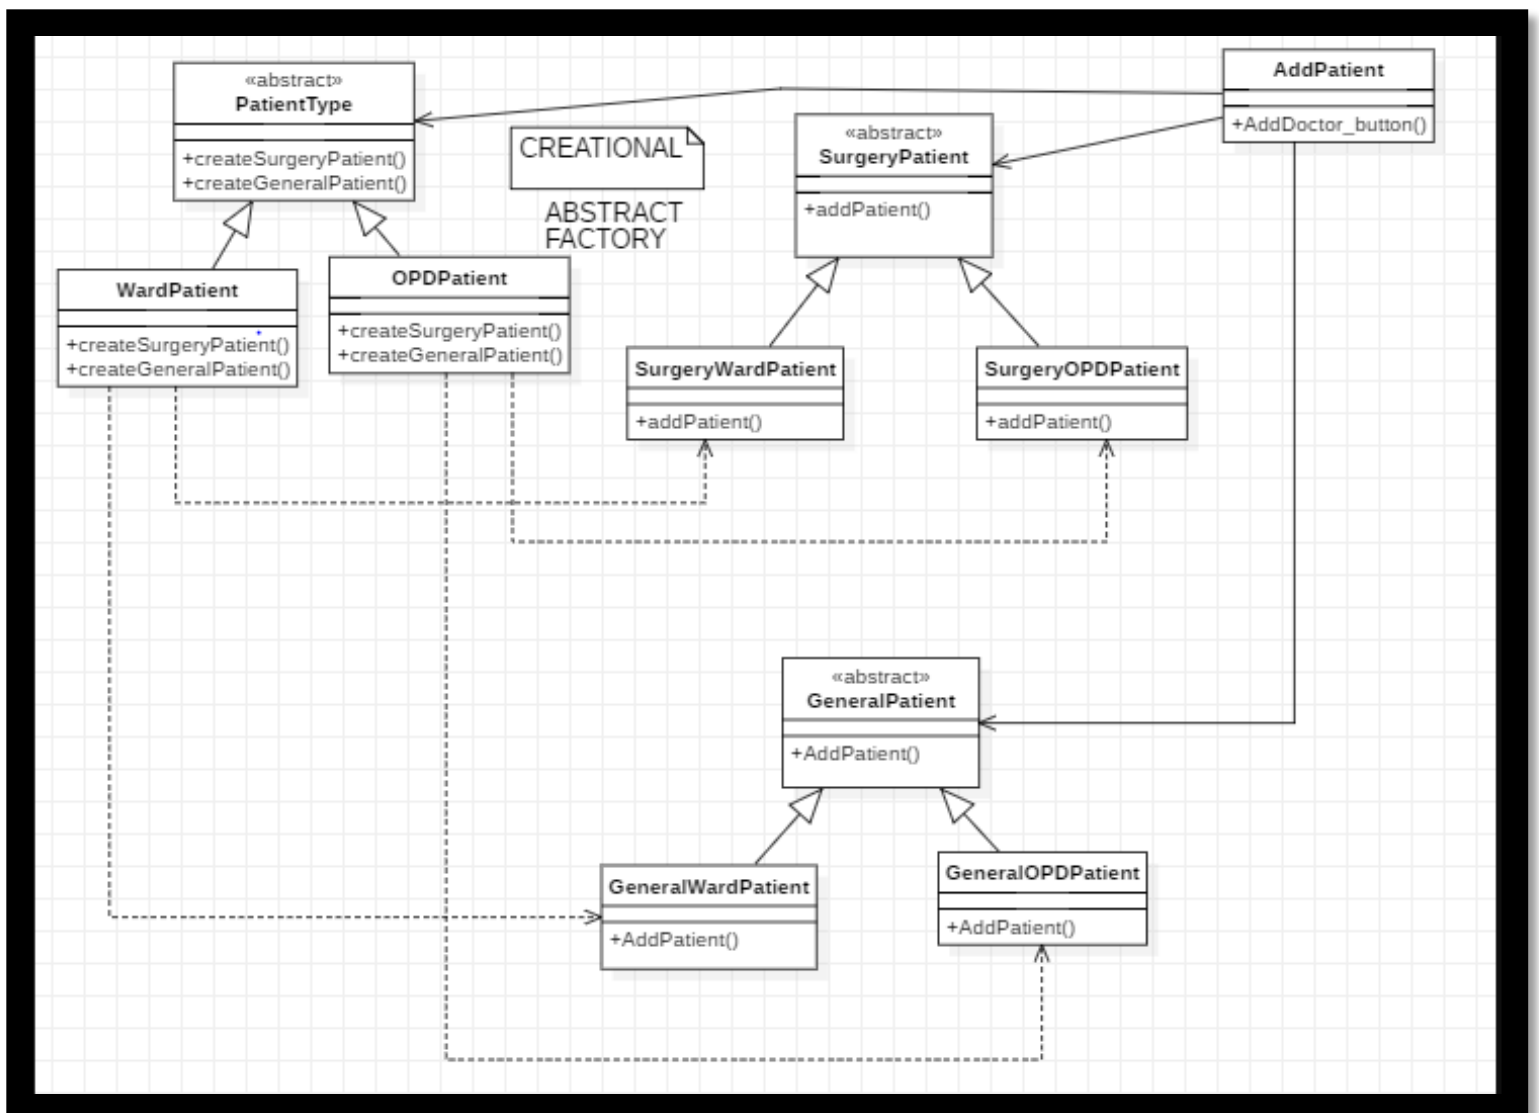 «abstract»
PatientType
+createSurgeryPatient()
+createGeneralPatient()
CREATIONAL
ABSTRACT
FACTORY
«abstract»
SurgeryPatient
+addPatient()
AddPatient
+AddDoctor_button()
WardPatient
+createSurgeryPatient()
+createGeneralPatient()
OPDPatient
+createSurgeryPatient()
+createGeneralPatient()
SurgeryWardPatient
+addPatient()
SurgeryOPDPatient
+addPatient()
«abstract»
GeneralPatient
+AddPatient()
GeneralWardPatient
+AddPatient()
GeneralOPDPatient
+AddPatient()